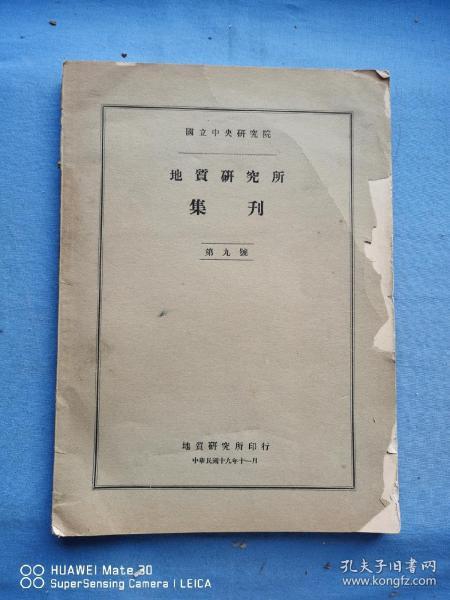 國立中央研究院
地質研究所
集刊
第九號
地質研究所印行
中華民國十九年十一月
HUAWEI Mate 30
SuperSensing Camera | LEICA
孔夫子旧书网
www.kongfz.com